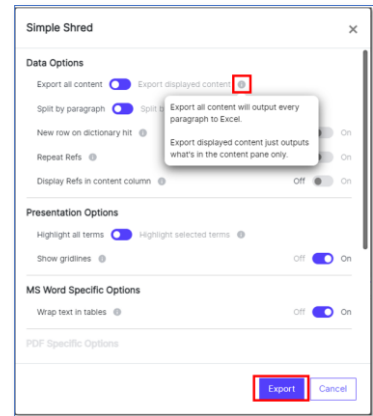 Simple Shred
Data Options
Export all content Export displayed content
Split by paragraph Split b
Export all content will output every
paragraph to Excel.
Export displayed content just outputs
what's in the content pane only.
New row on dictionary hit On
Repeat Refs On
Display Refs in content column Off On
Presentation Options
Highlight all terms Highlight selected terms
Show gridlines Off On
MS Word Specific Options
Wrap text in tables Off On
PDF Specific Options
Export Cancel